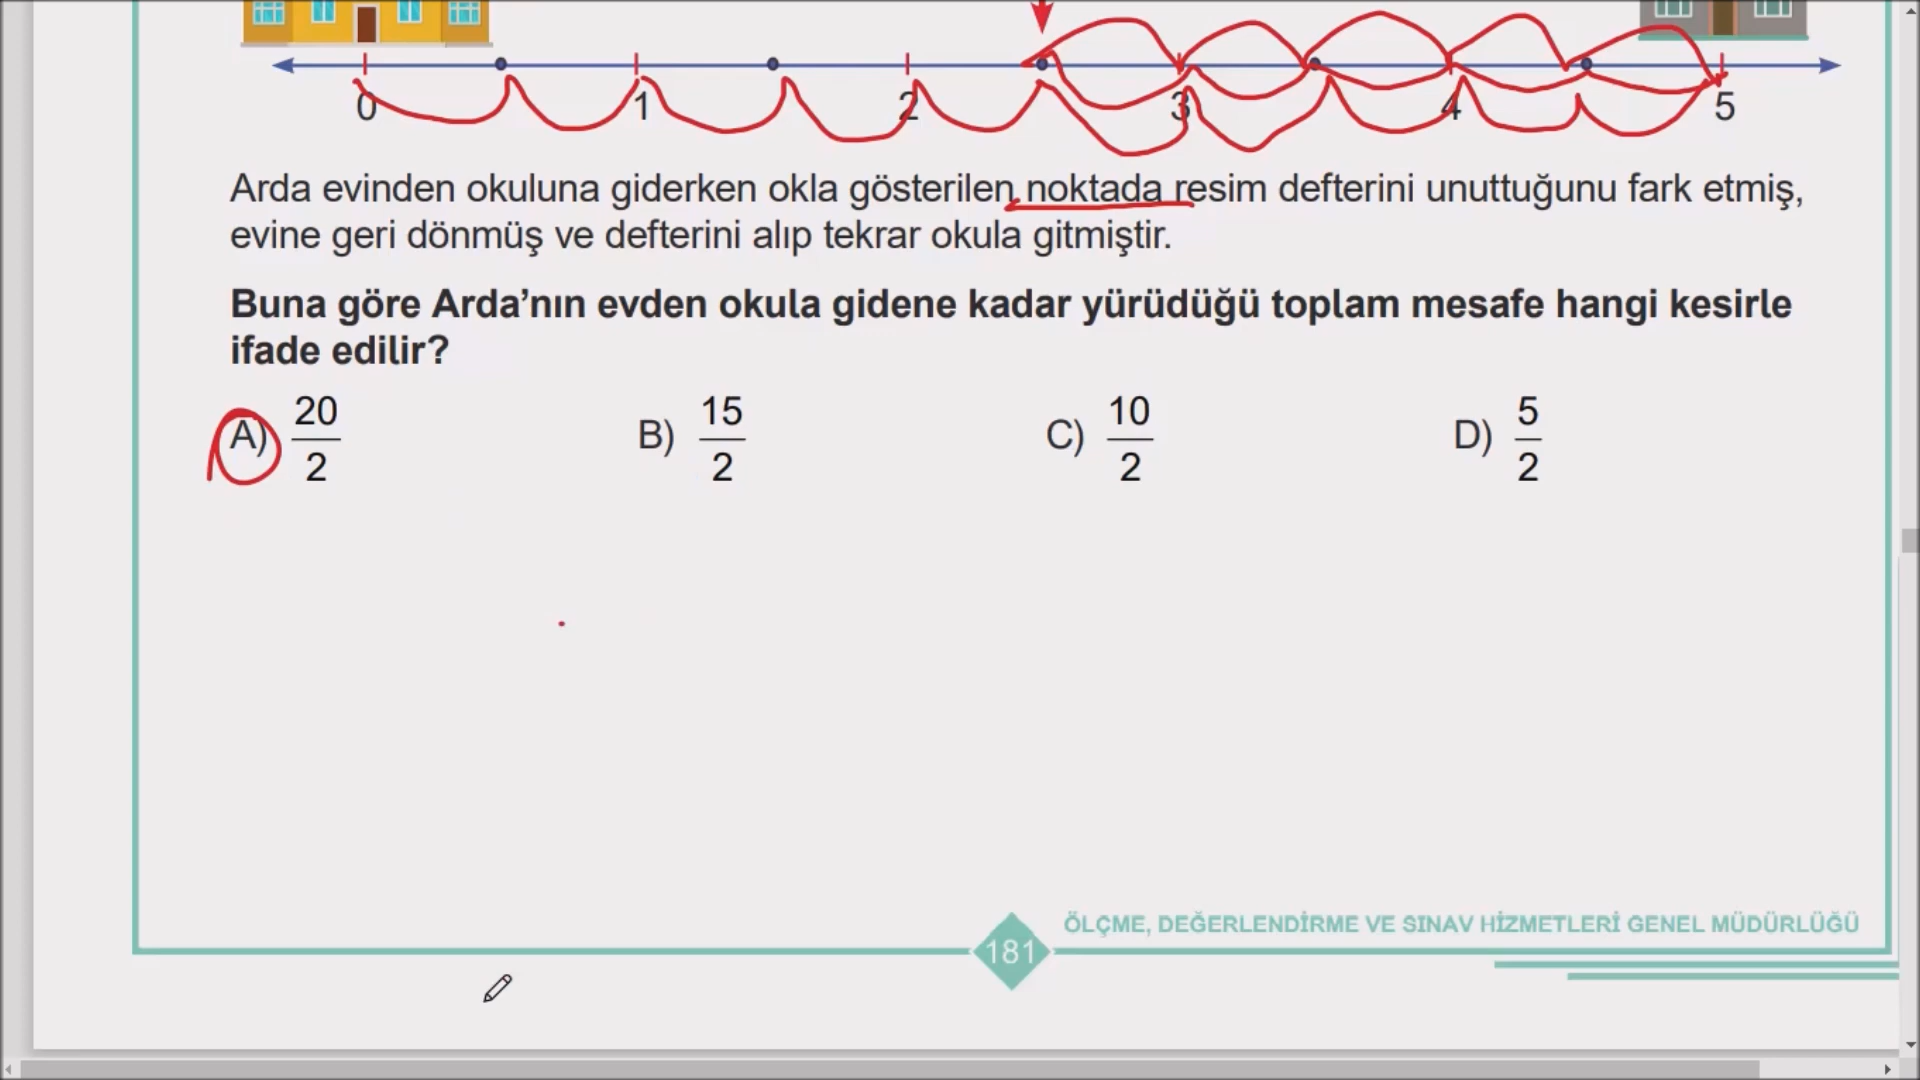 0 1 2 3 4 5
Arda evinden okuluna giderken okla gösterilen noktada resim defterini unuttuğunu fark etmiş,
evine geri dönmüş ve defterini alıp tekrar okula gitmiştir.
Buna göre Arda’nın evden okula gidene kadar yürüdüğü toplam mesafe hangi kesirle
ifade edilir?
A) 20/2 B) 15/2 C) 10/2 D) 5/2
ÖLÇME, DEĞERLENDİRME VE SINAV HİZMETLERİ GENEL MÜDÜRLÜĞÜ
181